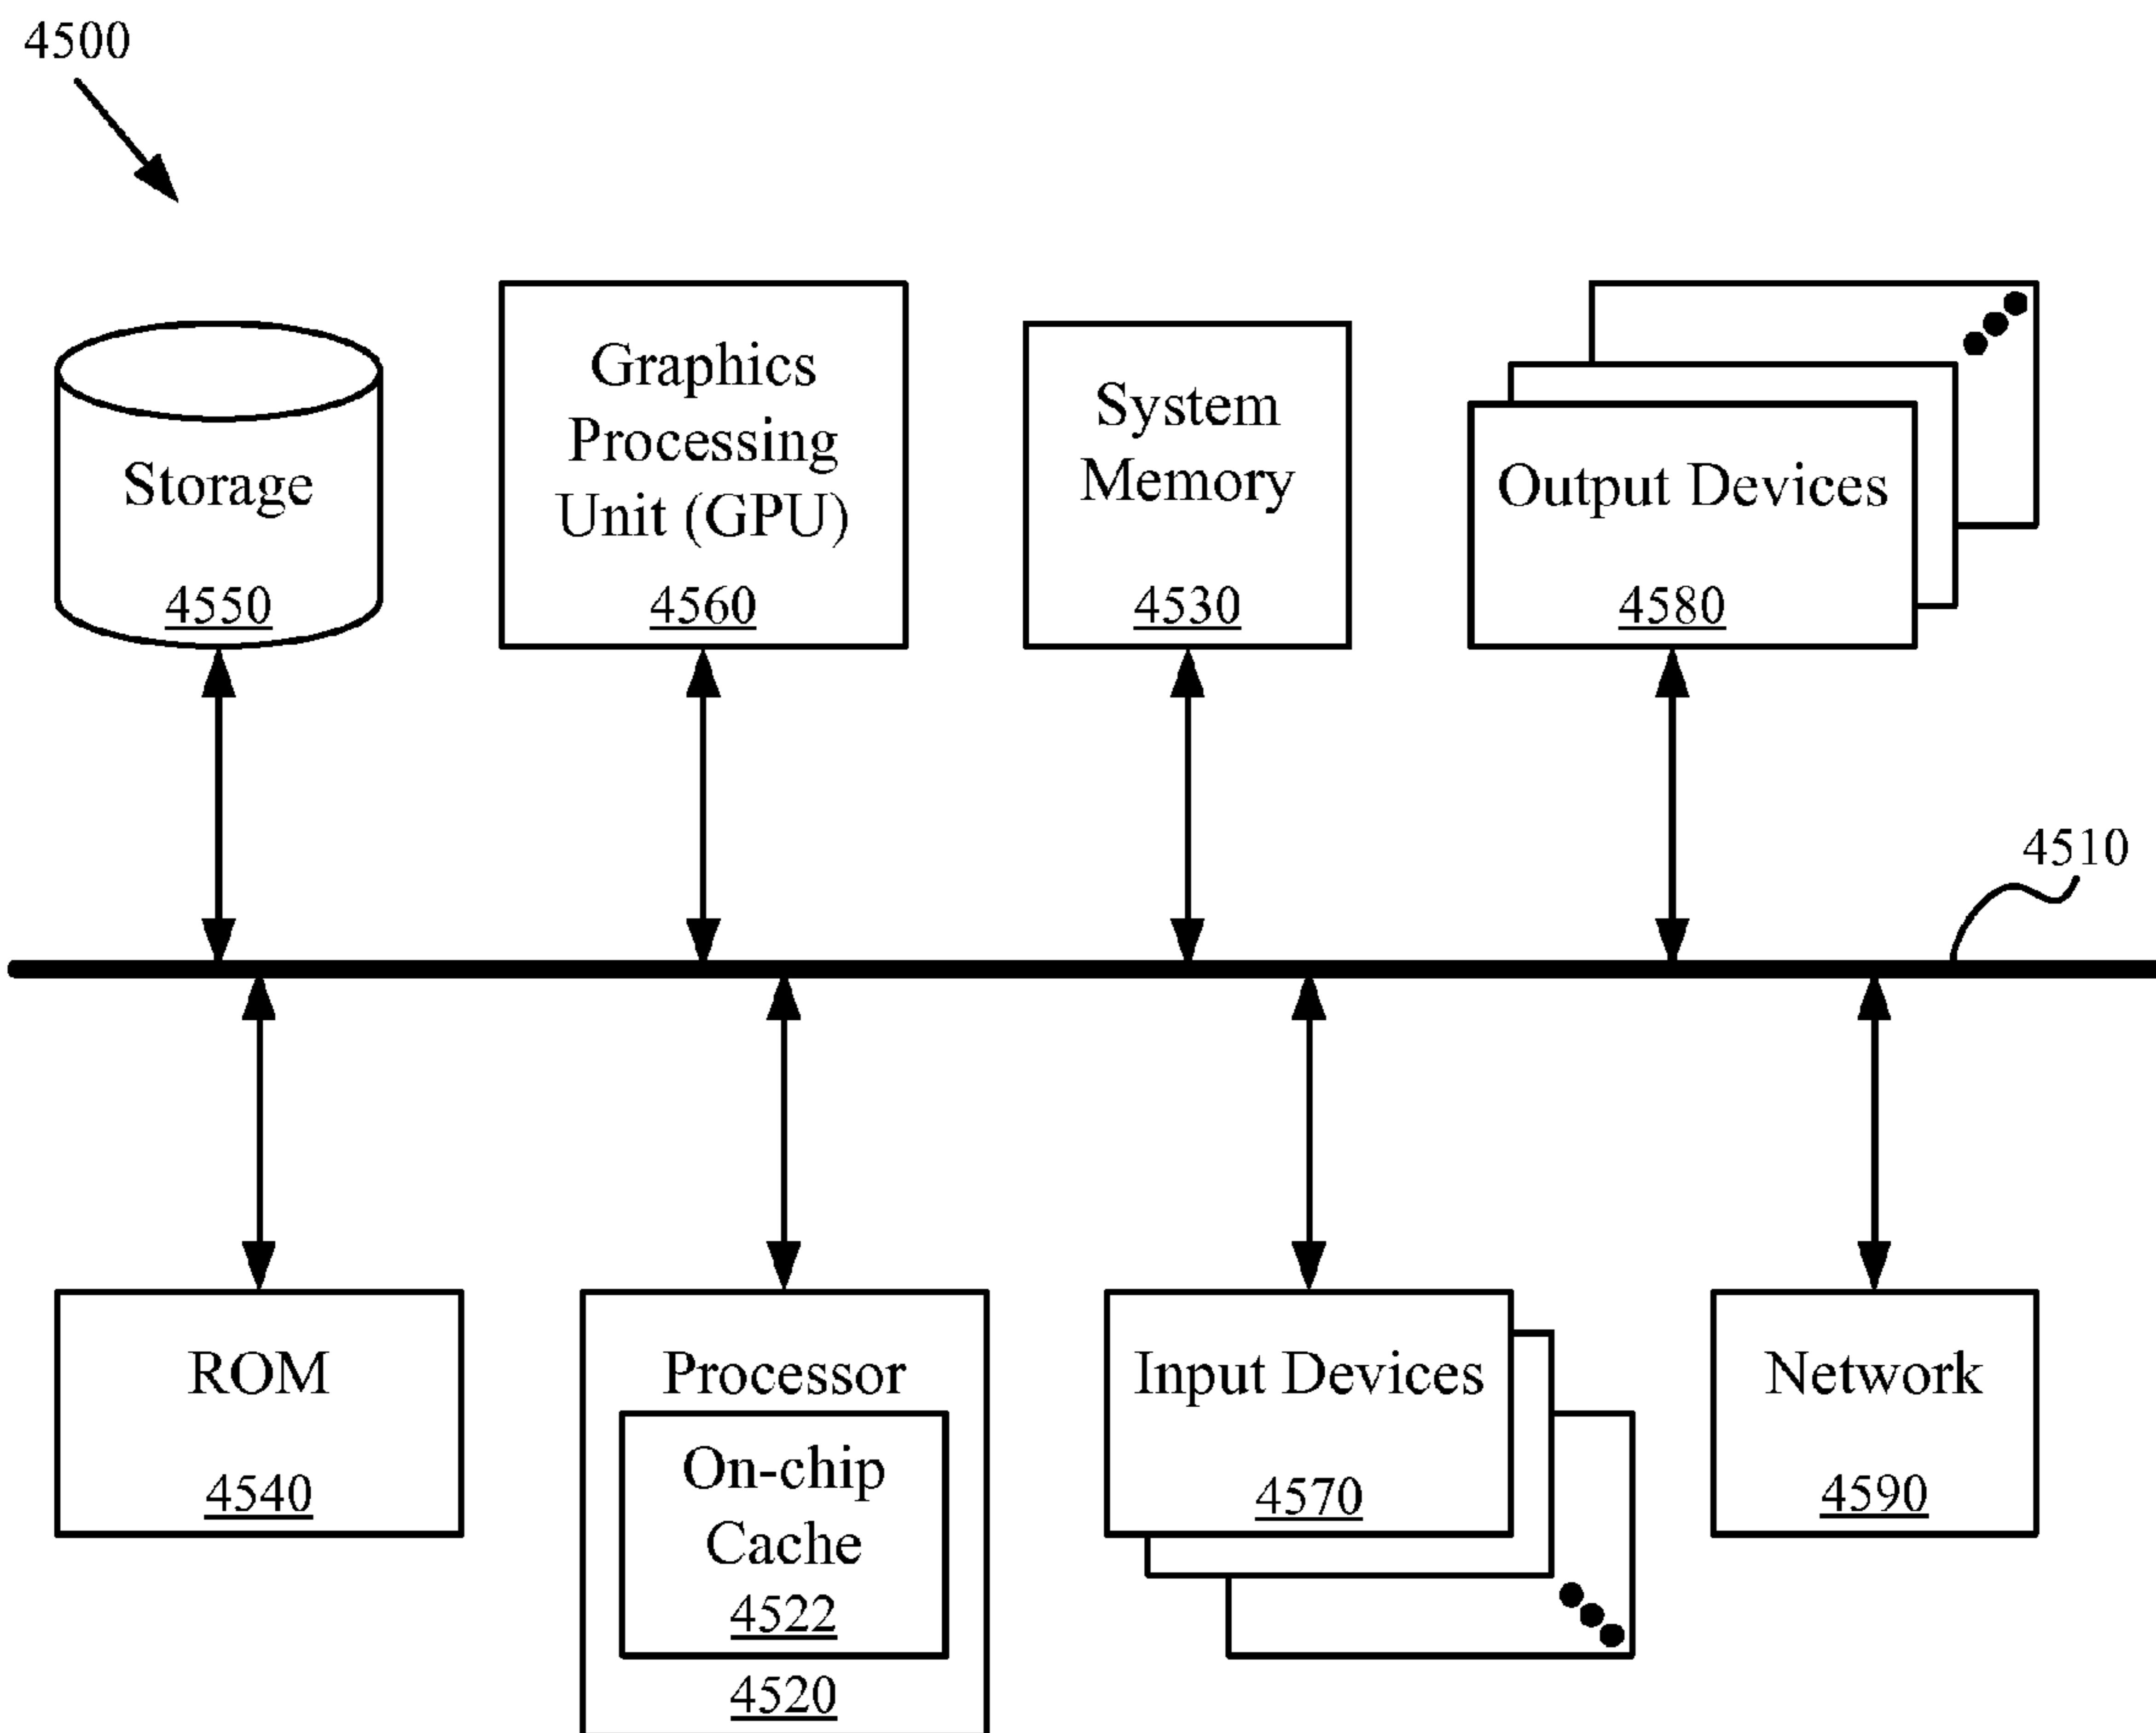 4500
Storage
4550
Graphics
Processing
Unit (GPU)
4560
System
Memory
4530
Output Devices
4580
4510
ROM
4540
Processor
On-chip
Cache
4522
4520
Input Devices
4570
Network
4590